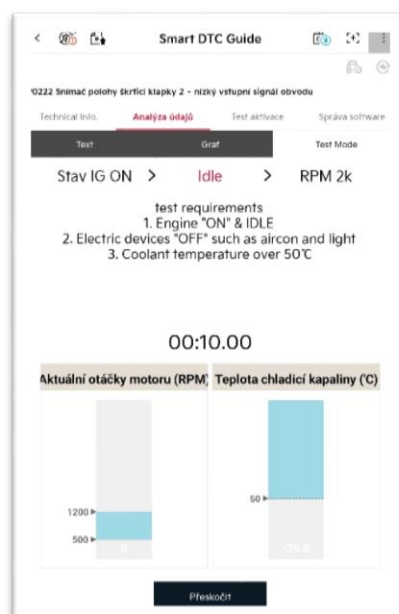 Smart DTC Guide
P0222 Snímač polohy škrticí klapky 2 - nízký vstupní signál obvodu
Technical Info.
Analýza údajů
Test aktivace
Správa software
Text
Graf
Test Mode
Stav IG ON > Idle > RPM 2k
test requirements
1. Engine "ON" & IDLE
2. Electric devices "OFF" such as aircon and light
3. Coolant temperature over 50℃
00:10.00
Aktuální otáčky motoru (RPM)
Teplota chladicí kapaliny (℃)
1200
500
0
50
-39.8
Přeskočit